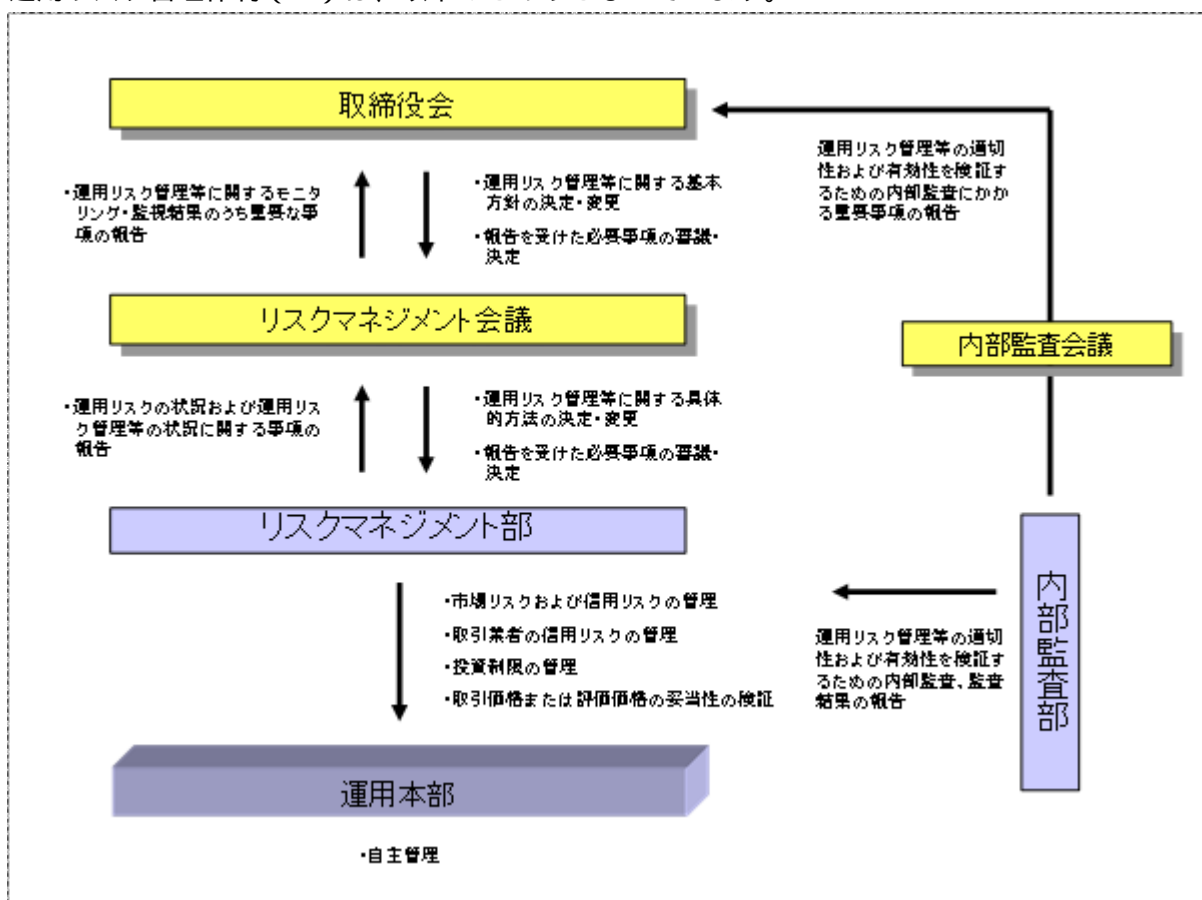 取締役会
・運用リスク管理等に関するモニタ
リング・監視結果のうち重要な事
項の報告
・運用リスク管理等に関する基本
方針の決定・変更
・報告を受けた必要事項の審議・
決定
運用リスク管理等の適切
性および有効性を検証す
るための内部監査にかか
る重要事項の報告
リスクマネジメント会議
内部監査会議
・運用リスクの状況および運用リス
ク管理等の状況に関する事項の
報告
・運用リスク管理等に関する具体
的方法の決定・変更
・報告を受けた必要事項の審議・
決定
リスクマネジメント部
・市場リスクおよび信用リスクの管理
・取引業者の信用リスクの管理
・投資制限の管理
・取引価格または評価価格の妥当性の検証
運用リスク管理等の適切
性および有効性を検証す
るための内部監査、監査
結果の報告
内部監査部
運用本部
・自主管理